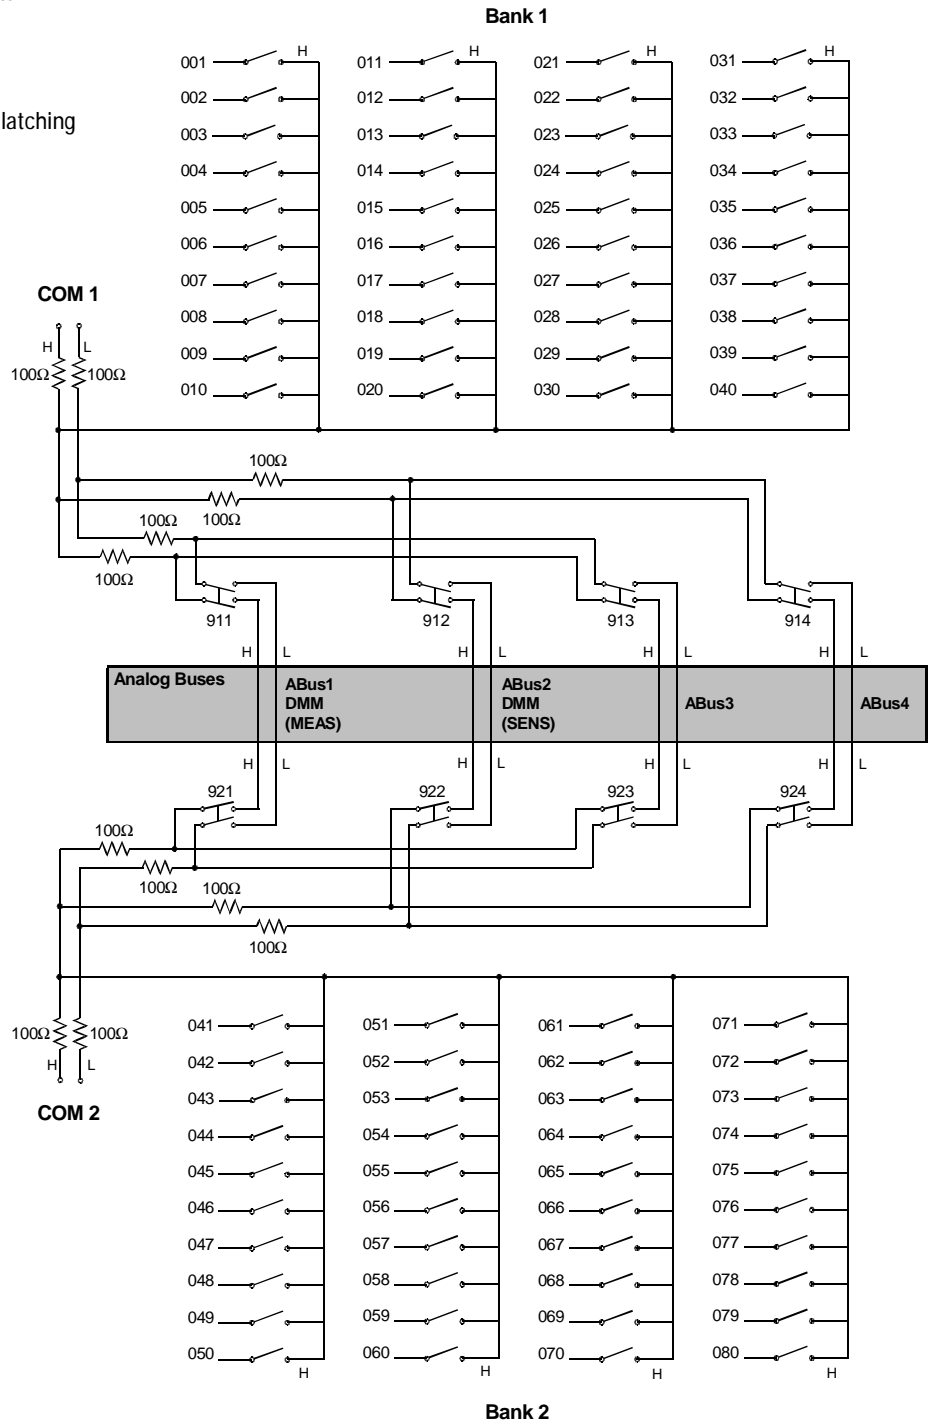 Bank 1
H H H H
001 011 021 031
002 012 022 032
latching
003 013 023 033
004 014 024 034
005 015 025 035
006 016 026 036
007 017 027 037
COM 1
008 018 028 038
H L
009 019 029 039
100Ω 100Ω
010 020 030 040
100Ω
100Ω 100Ω
100Ω
911 912 913 914
H L H L H L H L
Analog Buses
ABus1
DMM
(MEAS)
ABus2
DMM
(SENS)
ABus3
ABus4
H L H L H L H L
921 922 923 924
100Ω
100Ω 100Ω
100Ω
041 051 061 071
100Ω 100Ω
042 052 062 072
H L
043 053 063 073
COM 2
044 054 064 074
045 055 065 075
046 056 066 076
047 057 067 077
048 058 068 078
049 059 069 079
050 060 070 080
H H H H
Bank 2